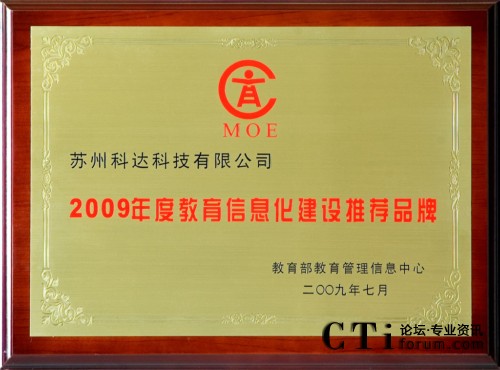 MOE
苏州科达科技有限公司
2009年度教育信息化建设推荐品牌
教育部教育管理信息中心
二〇〇九年七月
CTi 论坛·专业资讯
forum.com